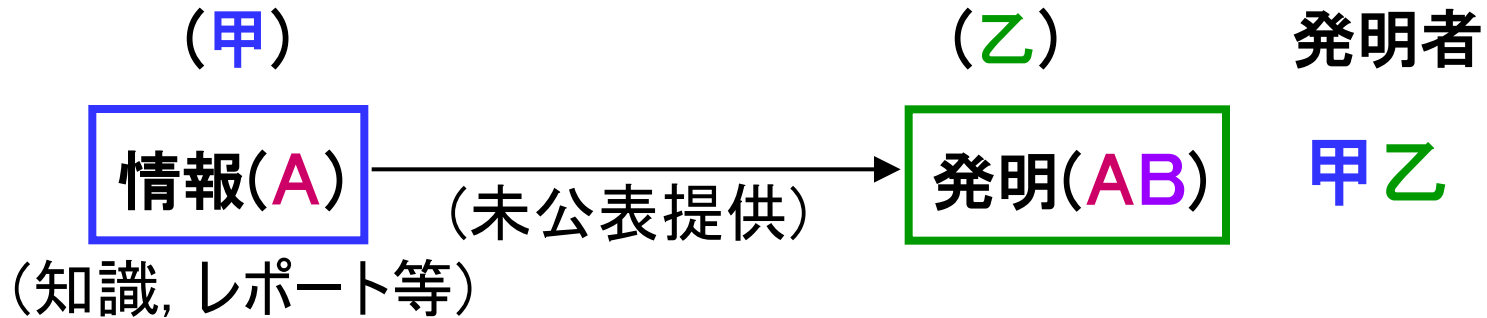 （甲） （乙） 発明者
情報(A) 発明(AB) 甲乙
（未公表提供）
（知識, レポート等）